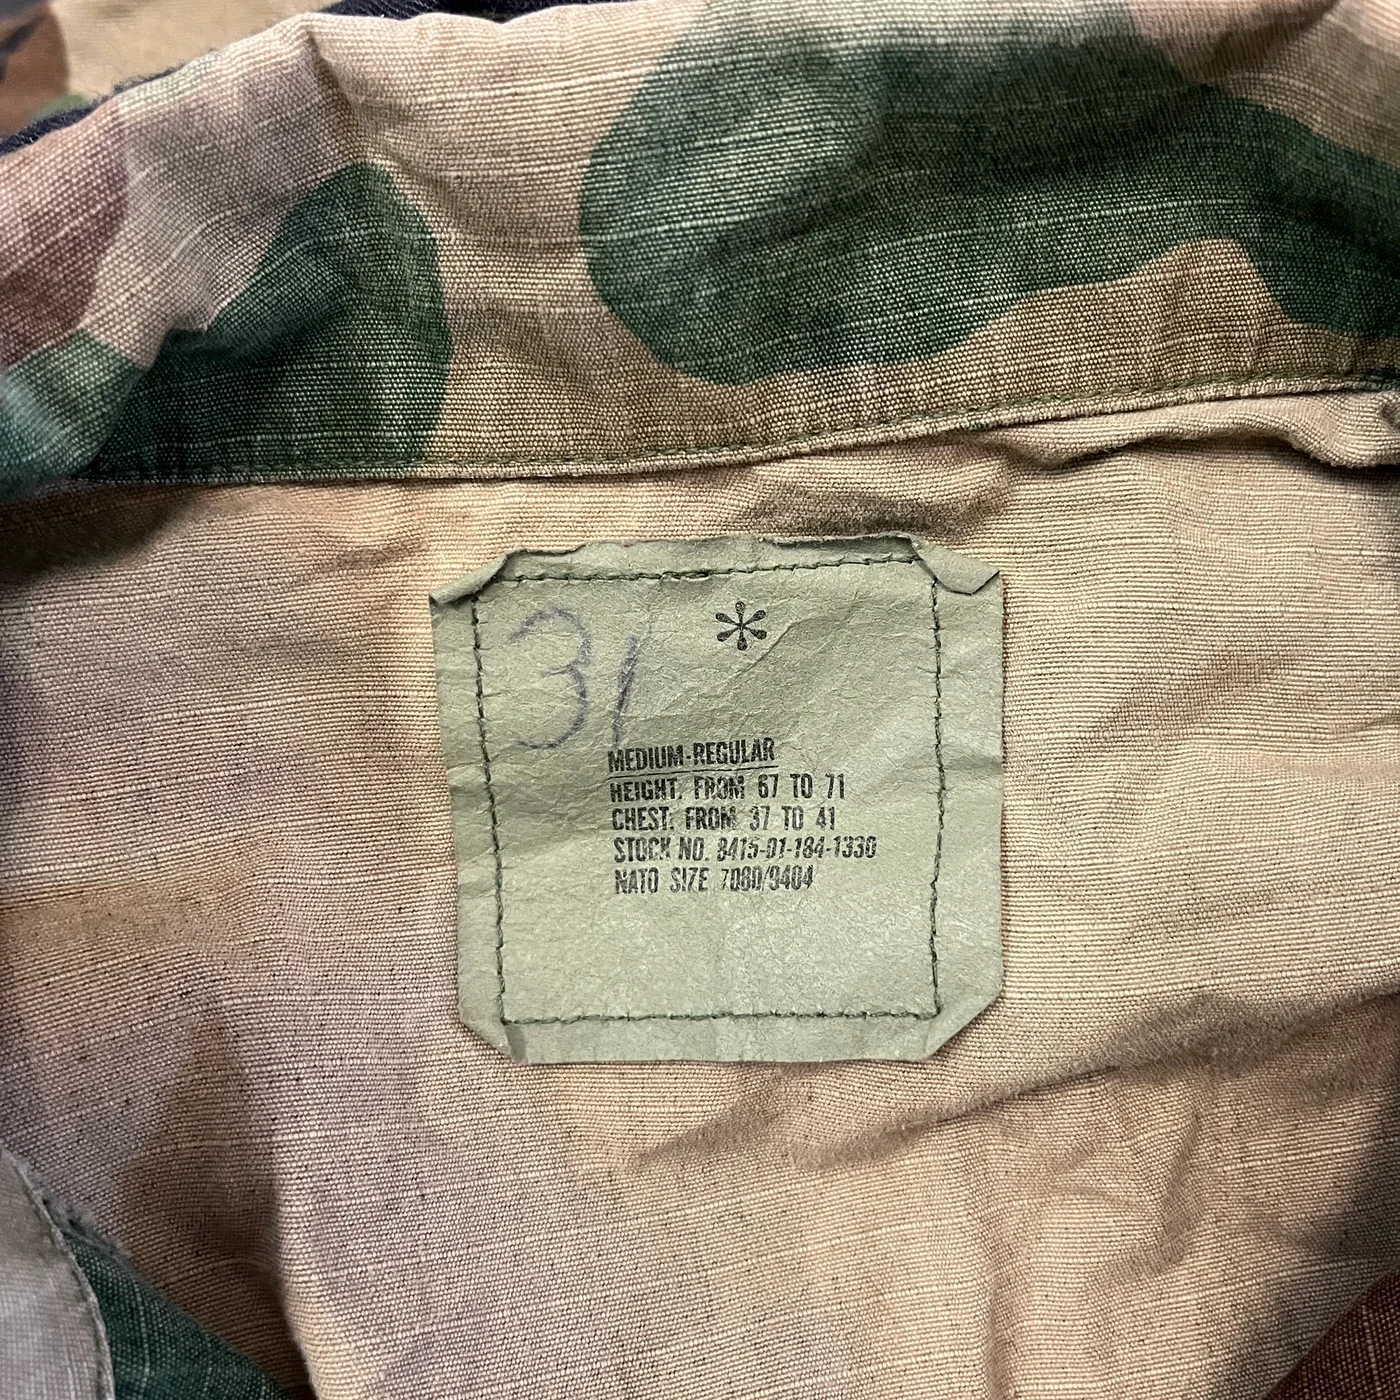 31 *
MEDIUM-REGULAR
HEIGHT. FROM 67 TO 71
CHEST. FROM 37 TO 41
STOCK NO. 8415-01-184-1330
NATO SIZE 7080/9404